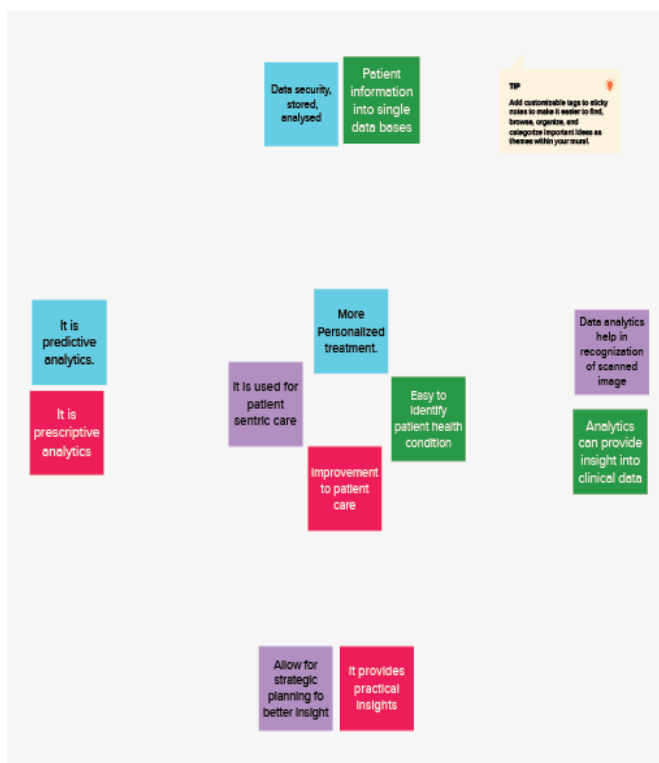 Data security,
stored,
analysed
Patient
information
into single
data bases
TIP
Add customizable tags to sticky
notes to make it easier to find,
browse, organize, and
categorize important ideas as
themes within your mural.
It is
predictive
analytics.
It is
prescriptive
analytics
More
Personalized
treatment.
It is used for
patient
sentric care
Easy to
identify
patient health
condition
Improvement
to patient
care
Data analytics
help in
recognization
of scanned
image
Analytics
can provide
insight into
clinical data
Allow for
strategic
planning fo
better insight
It provides
practical
insights